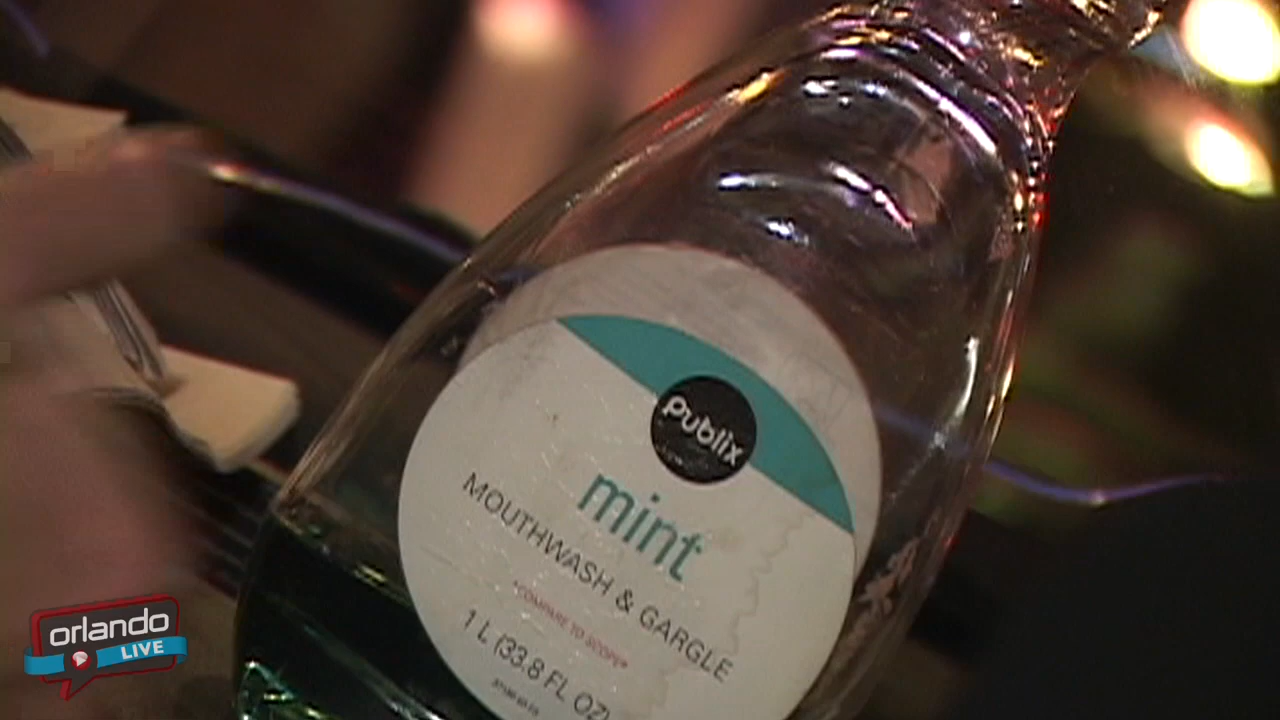 Publix
mint
MOUTHWASH & GARGLE
*COMPARE TO SCOPE®*
1 L (33.8 FL OZ)
orlando
LIVE